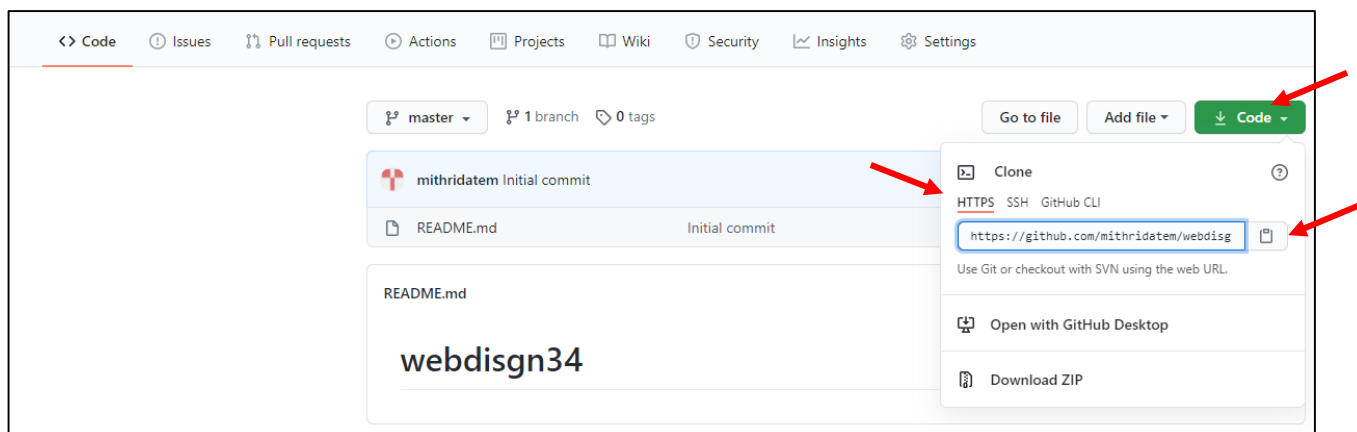 <> Code Issues Pull requests Actions Projects Wiki Security Insights Settings
master 1 branch 0 tags Go to file Add file Code
mithridatem Initial commit
README.md Initial commit
Clone
HTTPS SSH GitHub CLI
https://github.com/mithridatem/webdisg
Use Git or checkout with SVN using the web URL.
Open with GitHub Desktop
Download ZIP
README.md
webdisgn34